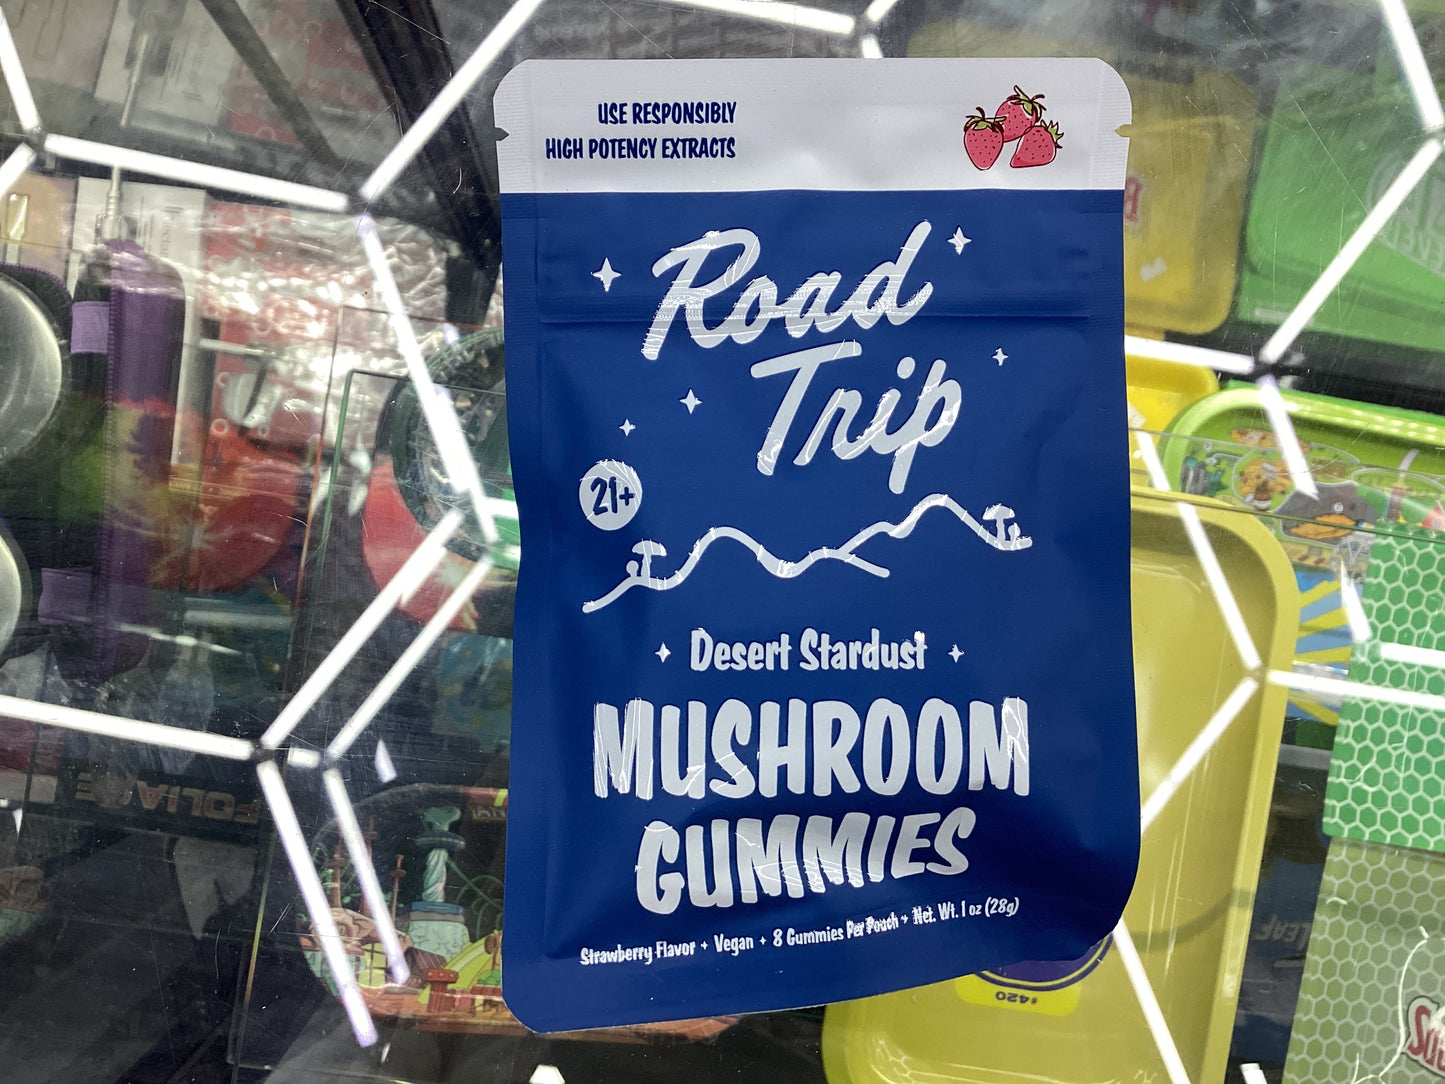 USE RESPONSIBLY
HIGH POTENCY EXTRACTS
Road
Trip
21+
Desert Stardust
MUSHROOM
GUMMIES
Strawberry Flavor + Vegan + 8 Gummies Per Pouch + Net. Wt. 1 oz (28g)
$420